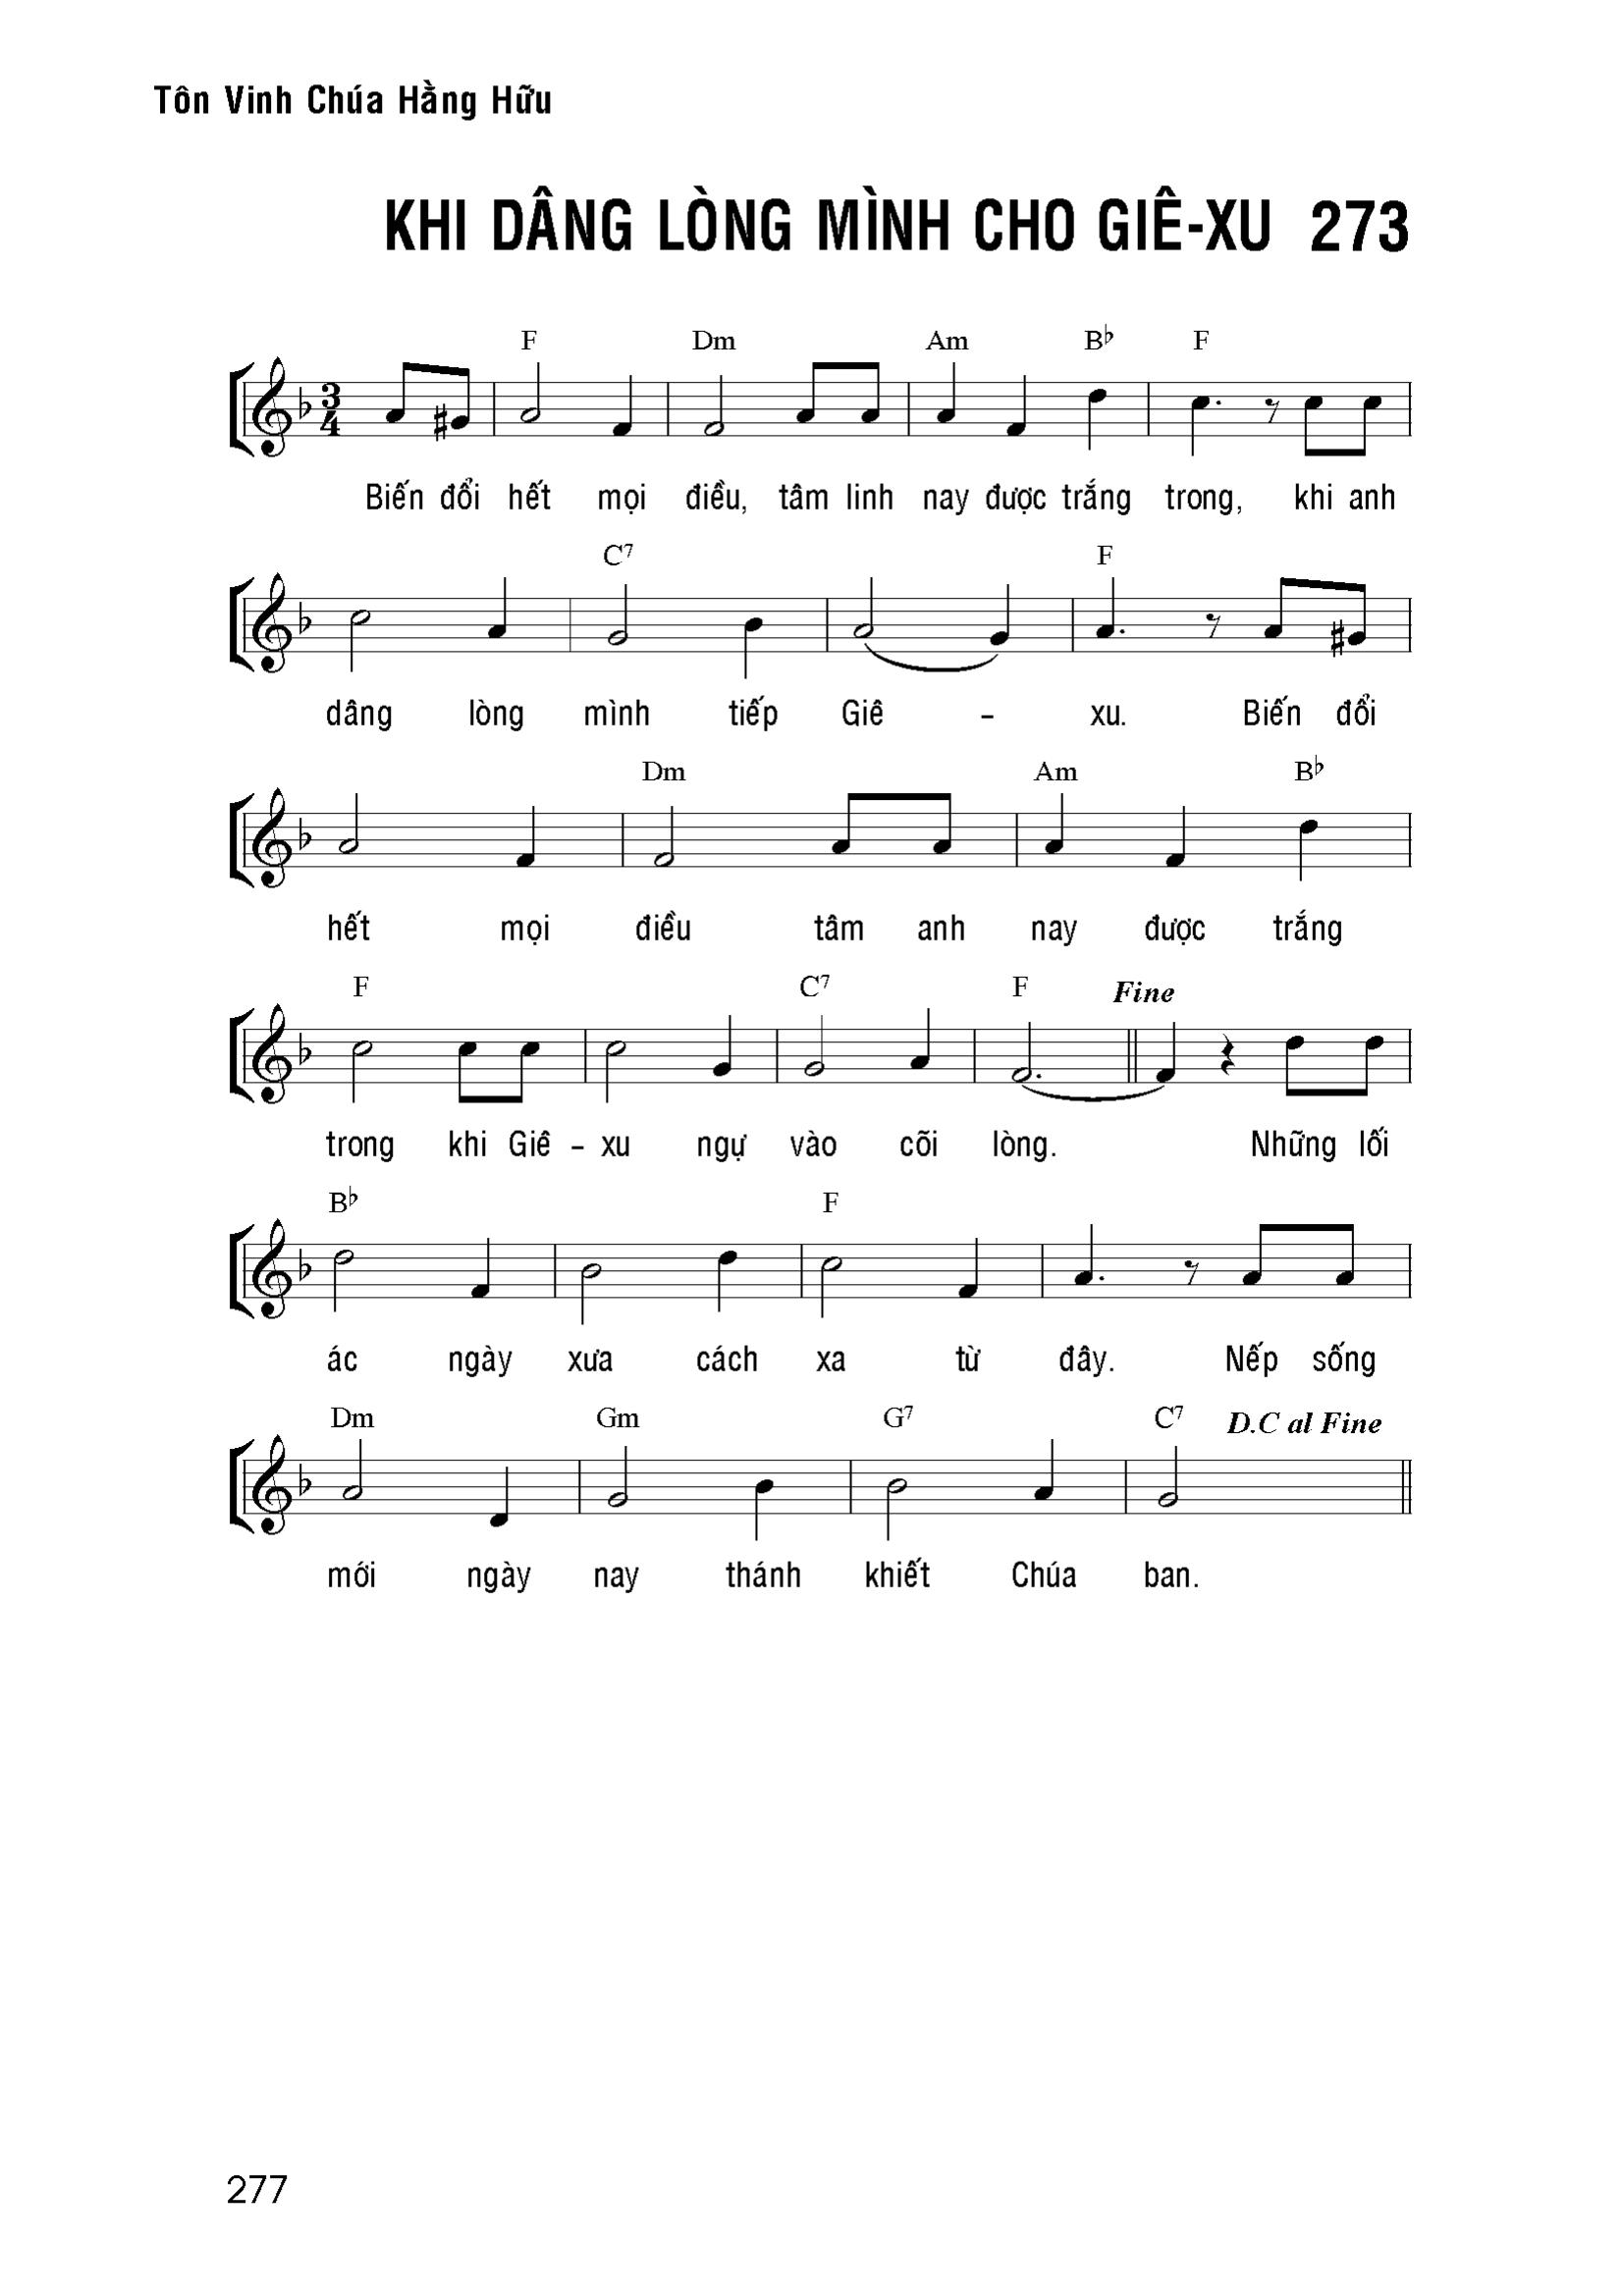 Tôn Vinh Chúa Hằng Hữu
KHI DÂNG LÒNG MÌNH CHO GIÊ-XU 273
F Dm Am B♭ F
3
4
Biến đổi hết mọi điều, tâm linh nay được trắng trong, khi anh
C7 F
dâng lòng mình tiếp Giê - xu. Biến đổi
Dm Am B♭
hết mọi điều tâm anh nay được trắng
F C7 F Fine
trong khi Giê - xu ngự vào cõi lòng. Những lối
B♭ F
ác ngày xưa cách xa từ đây. Nếp sống
Dm Gm G7 C7 D.C al Fine
mới ngày nay thánh khiết Chúa ban.
277